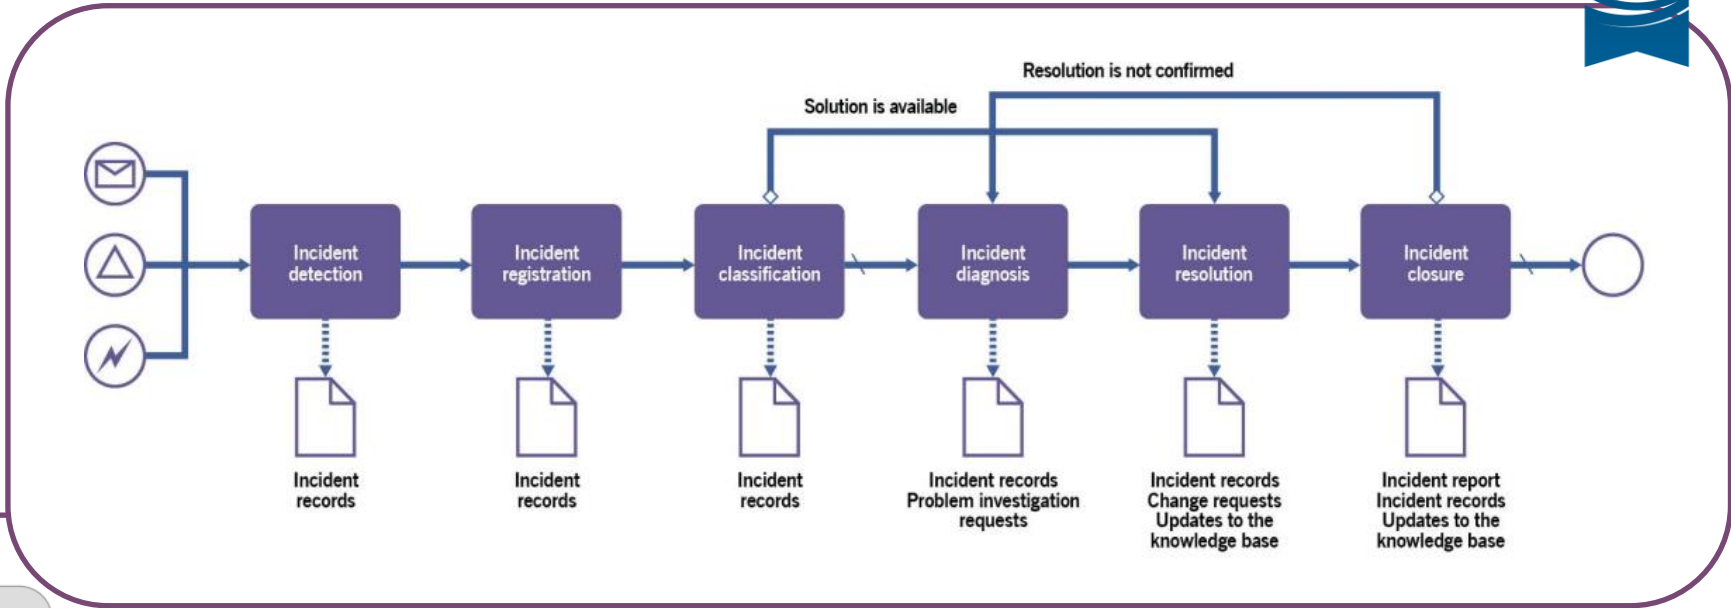 Resolution is not confirmed
Solution is available
Incident
detection
Incident
registration
Incident
classification
Incident
diagnosis
Incident
resolution
Incident
closure
Incident
records
Incident
records
Incident
records
Incident records
Problem investigation
requests
Incident records
Change requests
Updates to the
knowledge base
Incident report
Incident records
Updates to the
knowledge base